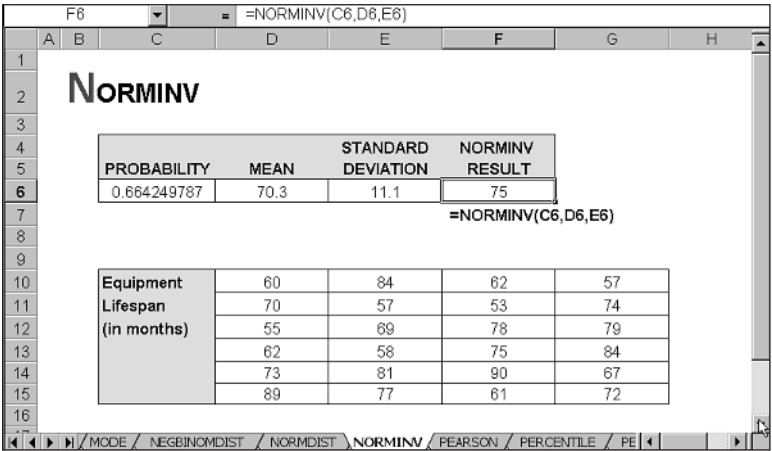 F6 = =NORMINV(C6,D6,E6)
A B C D E F G H
1
2 NORMINV
3
4 STANDARD NORMINV
5 PROBABILITY MEAN DEVIATION RESULT
6 0.664249787 70.3 11.1 75
7 =NORMINV(C6,D6,E6)
8
9
10 Equipment 60 84 62 57
11 Lifespan 70 57 53 74
12 (in months) 55 69 78 79
13 62 58 75 84
14 73 81 90 67
15 89 77 61 72
16
MODE / NEGBINOMDIST / NORMDIST \ NORMINV / PEARSON / PERCENTILE / PE